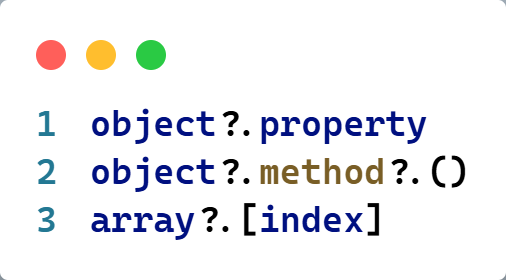 1 object?.property
2 object?.method?.()
3 array?.[index]